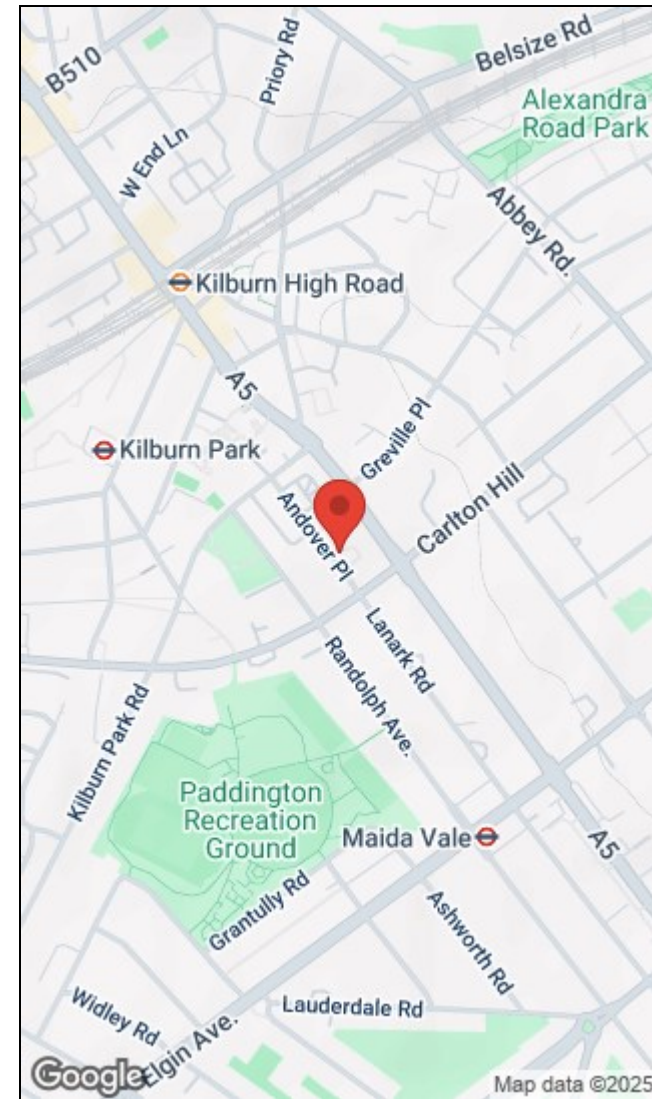 B510
Priory Rd
Belsize Rd
Alexandra
Road Park
W End Ln
Abbey Rd.
Kilburn High Road
A5
Greville Pl
Kilburn Park
Andover Pl
Carlton Hill
Lanark Rd
Randolph Ave.
Kilburn Park Rd
Paddington
Recreation
Ground
Maida Vale
A5
Grantully Rd
Ashworth Rd
Widley Rd
Lauderdale Rd
Elgin Ave.
Google
Map data ©2025